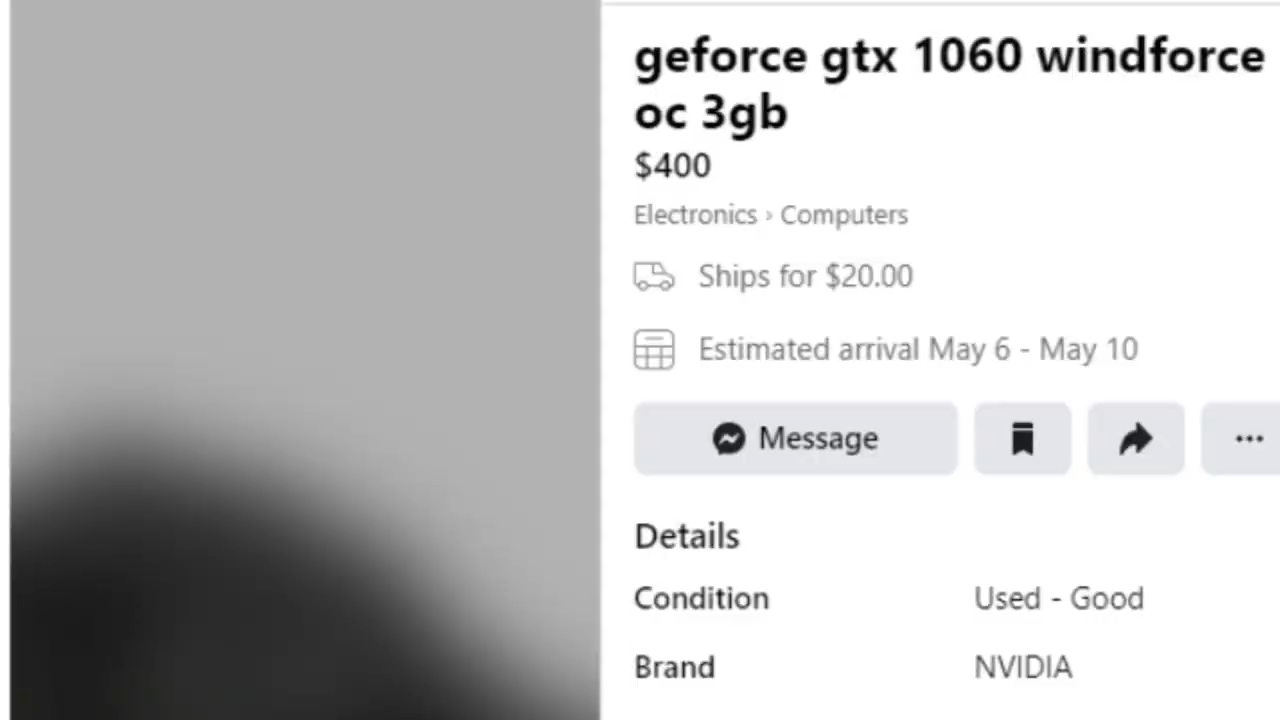 geforce gtx 1060 windforce
oc 3gb
$400
Electronics › Computers
Ships for $20.00
Estimated arrival May 6 - May 10
Message
Details
Condition Used - Good
Brand NVIDIA